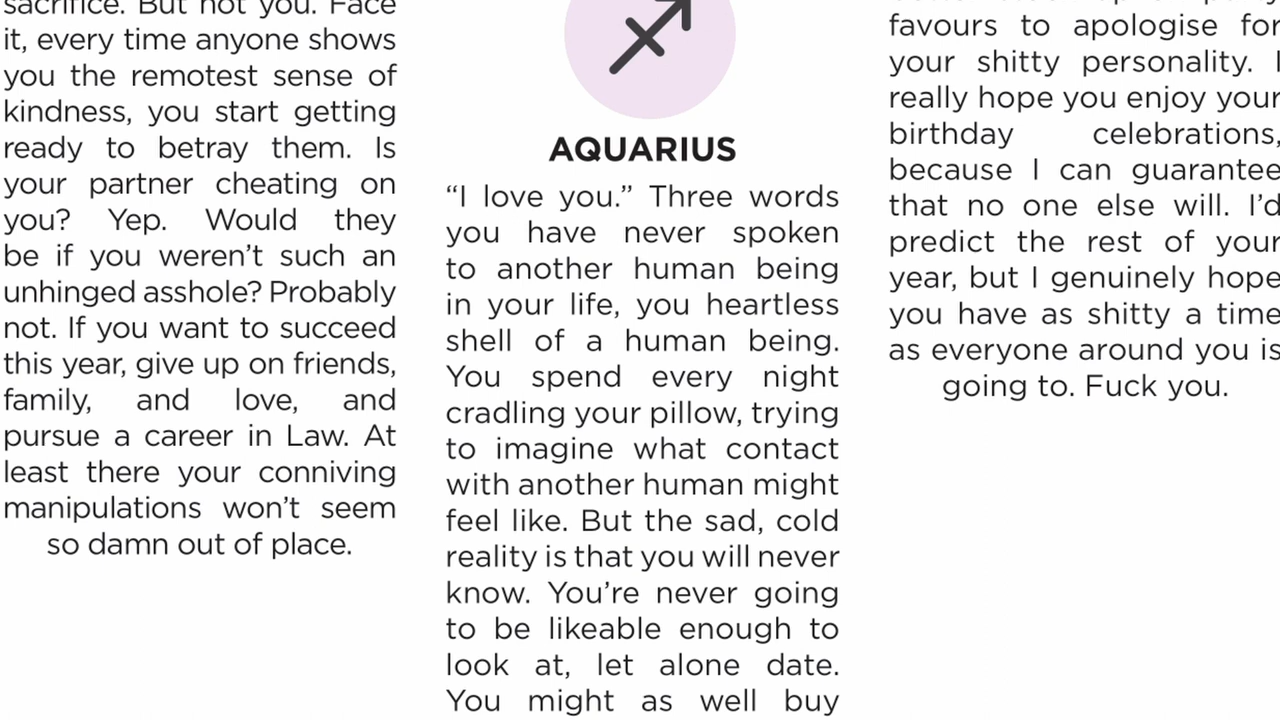 sacrifice. But not you. Face
it, every time anyone shows
you the remotest sense of
kindness, you start getting
ready to betray them. Is
your partner cheating on
you? Yep. Would they
be if you weren’t such an
unhinged asshole? Probably
not. If you want to succeed
this year, give up on friends,
family, and love, and
pursue a career in Law. At
least there your conniving
manipulations won’t seem
so damn out of place.
AQUARIUS
“I love you.” Three words
you have never spoken
to another human being
in your life, you heartless
shell of a human being.
You spend every night
cradling your pillow, trying
to imagine what contact
with another human might
feel like. But the sad, cold
reality is that you will never
know. You’re never going
to be likeable enough to
look at, let alone date.
You might as well buy
favours to apologise for
your shitty personality. I
really hope you enjoy your
birthday celebrations,
because I can guarantee
that no one else will. I’d
predict the rest of your
year, but I genuinely hope
you have as shitty a time
as everyone around you is
going to. Fuck you.